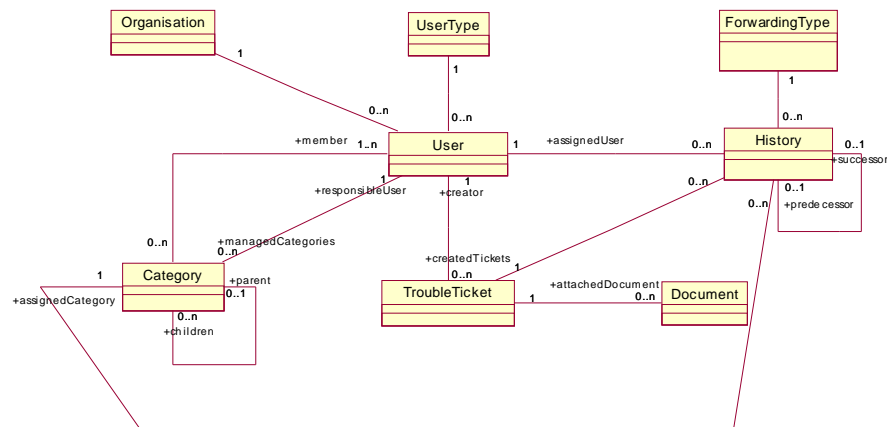 Organisation
UserType
ForwardingType
1
1
1
0..n
0..n
0..n
+member
1..n
User
1
+assignedUser
0..n
History
0..1
+successor
+responsibleUser
1
1
+creator
0..n
0..1
+predecessor
0..n
0..n
+managedCategories
0..n
+createdTickets
0..n
1
Category
1
+assignedCategory
+parent
0..1
0..n
+children
TroubleTicket
1
+attachedDocument
0..n
Document